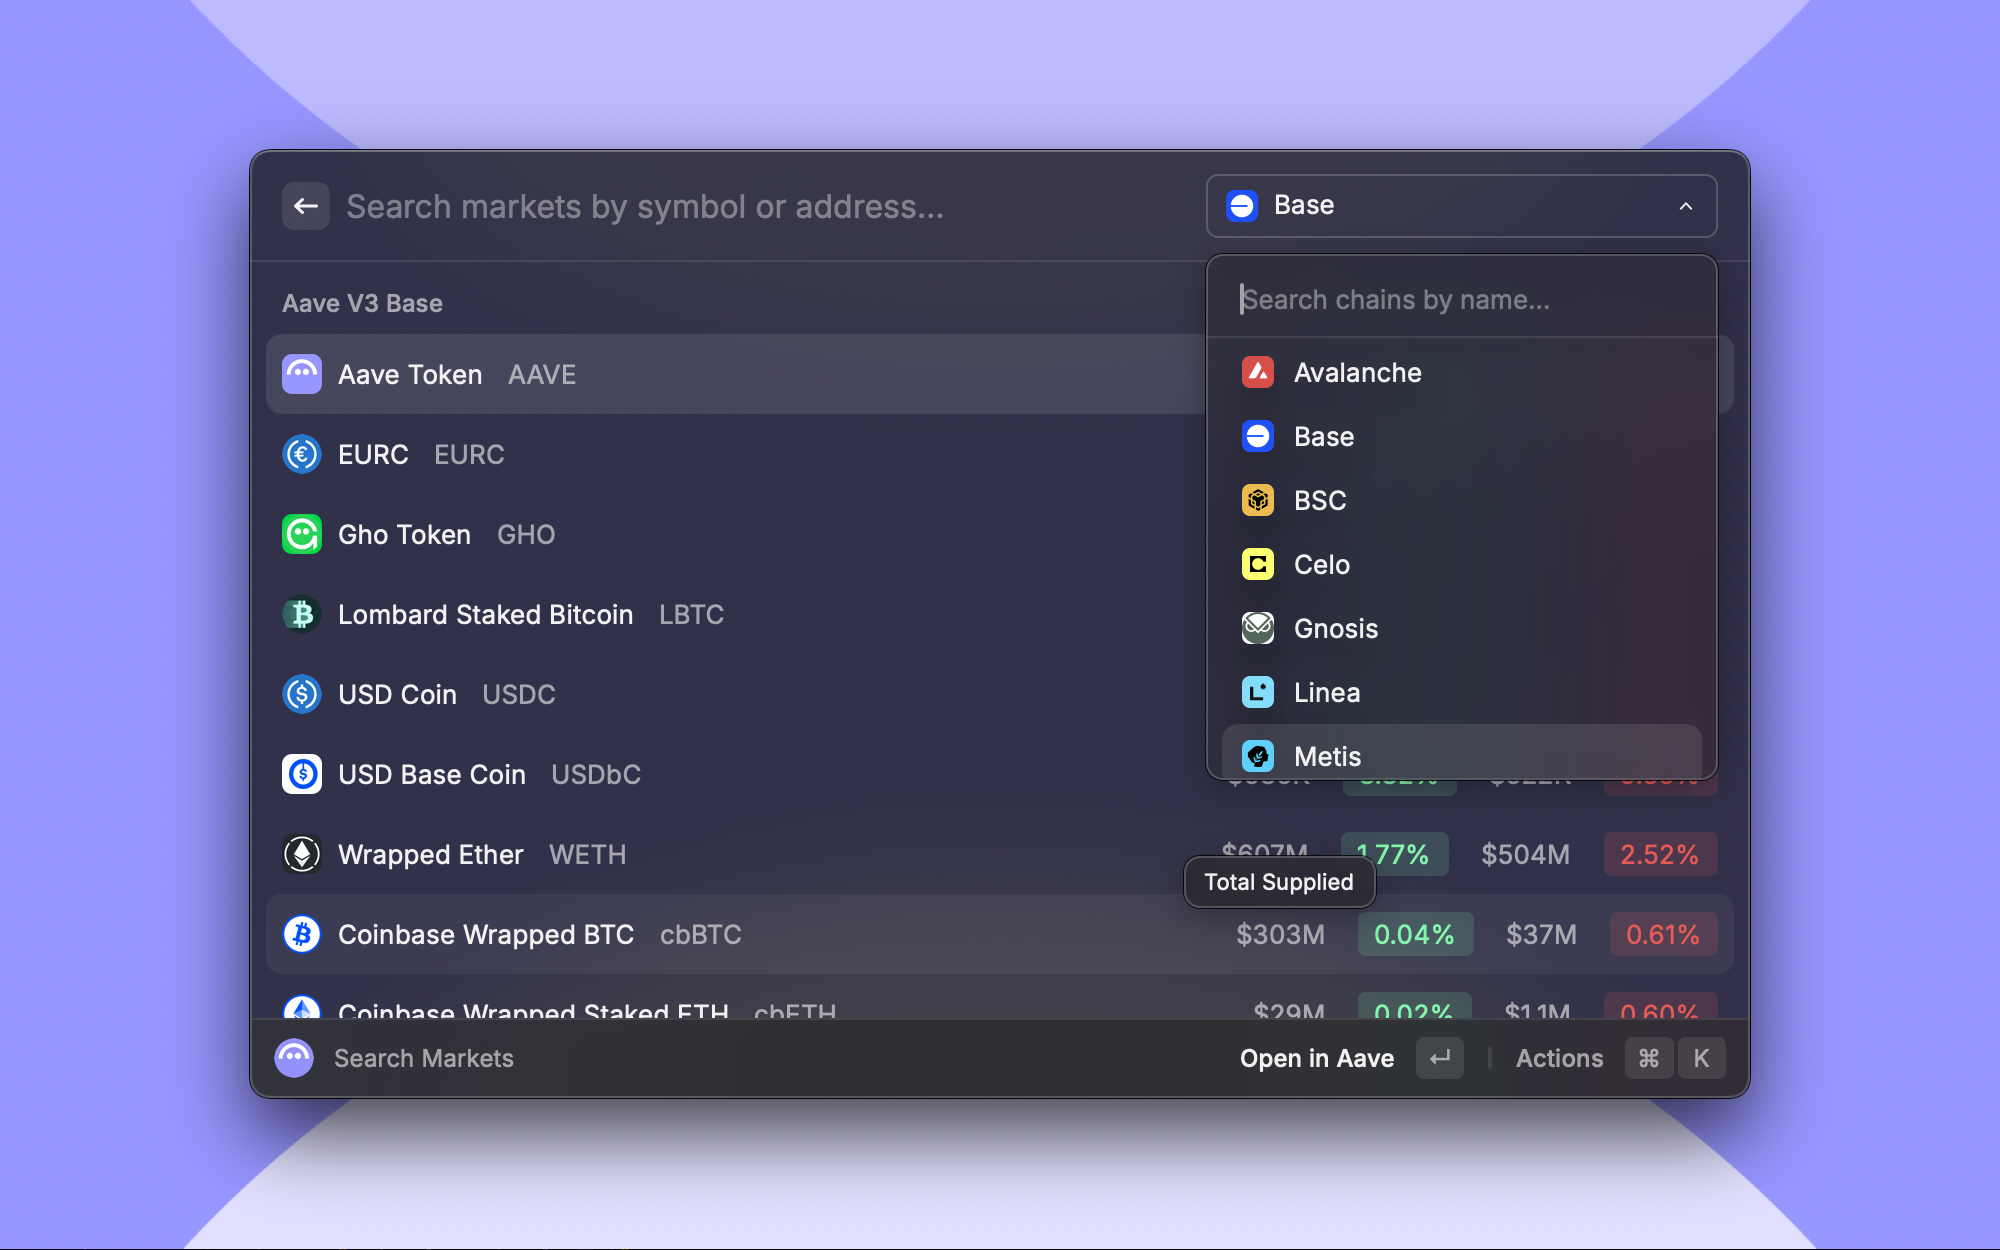 Search markets by symbol or address...
Base
Search chains by name...
Aave V3 Base
Aave Token AAVE
Avalanche
EURC EURC
Base
BSC
Gho Token GHO
Celo
Lombard Staked Bitcoin LBTC
Gnosis
USD Coin USDC
Linea
Metis
USD Base Coin USDbC
Wrapped Ether WETH $607M 1.77% $504M 2.52%
Total Supplied
Coinbase Wrapped BTC cbBTC $303M 0.04% $37M 0.61%
Coinbase Wrapped Staked ETH cbETH $29M 0.02% $1.1M 0.60%
Search Markets Open in Aave Actions ⌘ K